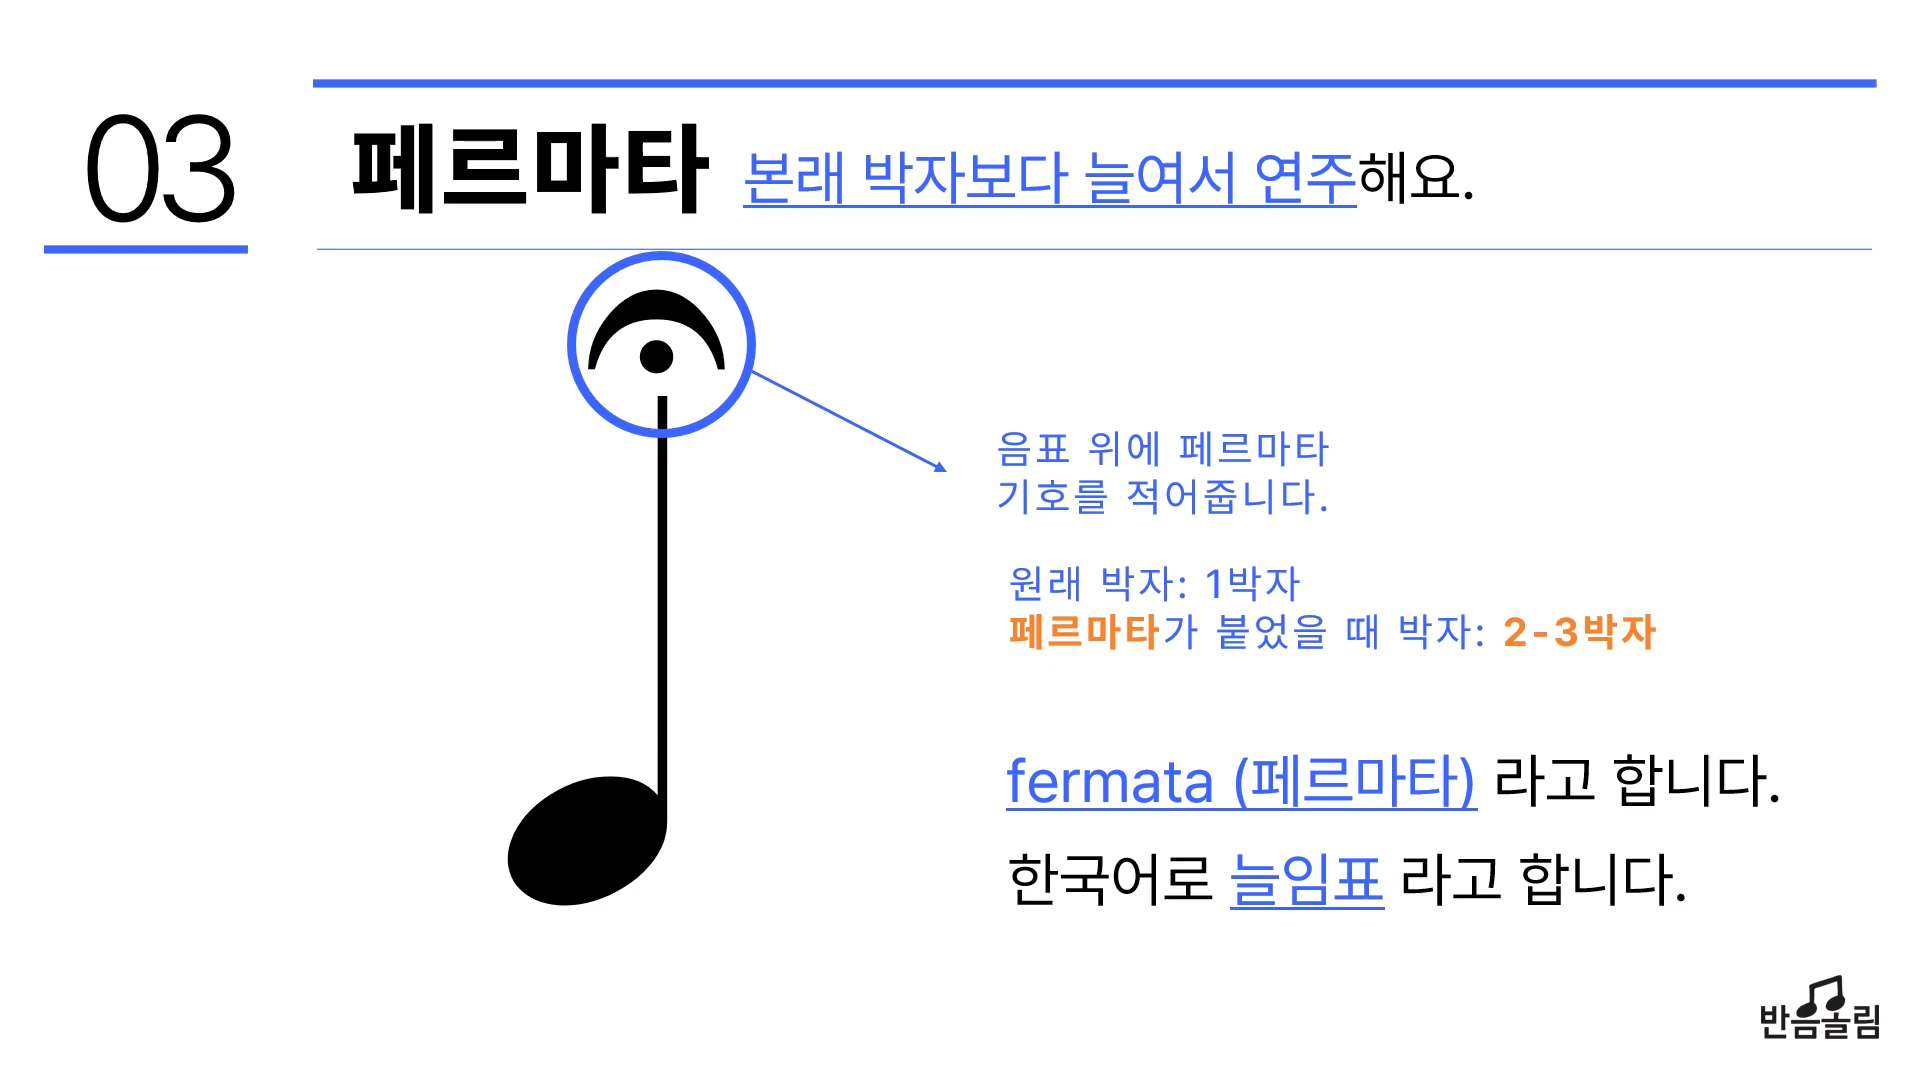 03
페르마타 본래 박자보다 늘여서 연주해요.
음표 위에 페르마타
기호를 적어줍니다.
원래 박자: 1박자
페르마타가 붙었을 때 박자: 2-3박자
fermata (페르마타) 라고 합니다.
한국어로 늘임표 라고 합니다.
반음올림